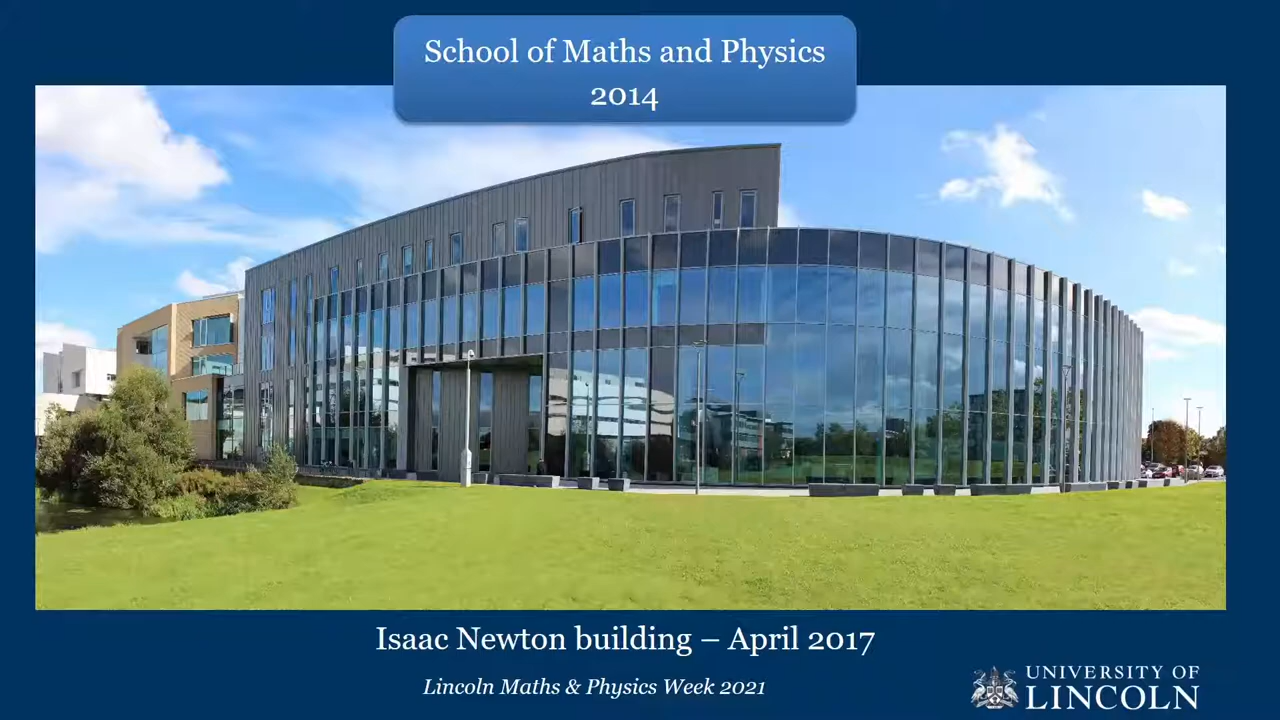 School of Maths and Physics
2014
Isaac Newton building – April 2017
Lincoln Maths & Physics Week 2021
UNIVERSITY OF
LINCOLN